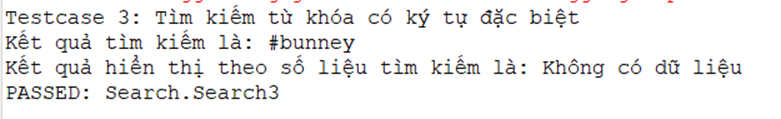 Testcase 3: Tìm kiếm từ khóa có ký tự đặc biệt
Kết quả tìm kiếm là: #bunney
Kết quả hiển thị theo số liệu tìm kiếm là: Không có dữ liệu
PASSED: Search.Search3